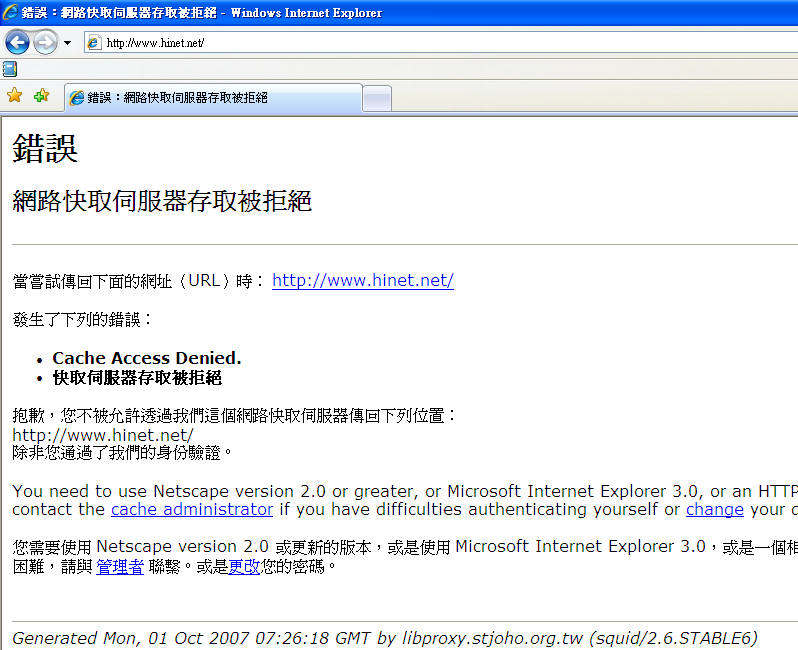 錯誤：網路快取伺服器存取被拒絕 - Windows Internet Explorer
http://www.hinet.net/
錯誤：網路快取伺服器存取被拒絕
錯誤
網路快取伺服器存取被拒絕
當嘗試傳回下面的網址（URL）時： http://www.hinet.net/
發生了下列的錯誤：
• Cache Access Denied.
• 快取伺服器存取被拒絕
抱歉，您不被允許透過我們這個網路快取伺服器傳回下列位置：
http://www.hinet.net/
除非您通過了我們的身份驗證。
You need to use Netscape version 2.0 or greater, or Microsoft Internet Explorer 3.0, or an HTTP
contact the cache administrator if you have difficulties authenticating yourself or change your
您需要使用 Netscape version 2.0 或更新的版本，或是使用 Microsoft Internet Explorer 3.0，或是一個相
困難，請與 管理者 聯繫。或是更改您的密碼。
Generated Mon, 01 Oct 2007 07:26:18 GMT by libproxy.stjoho.org.tw (squid/2.6.STABLE6)